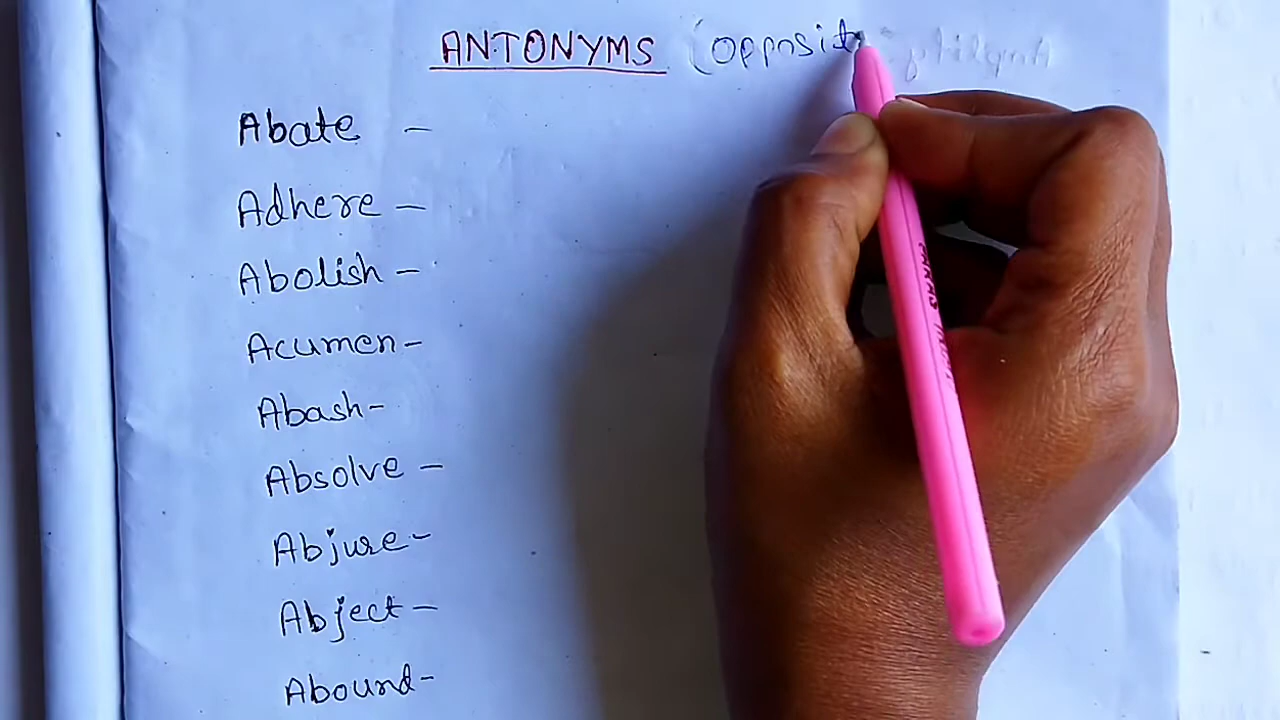 ANTONYMS (opposit
Abate -
Adhere -
Abolish -
Acumen -
Abash -
Absolve -
Abjure -
Abject -
Abound -